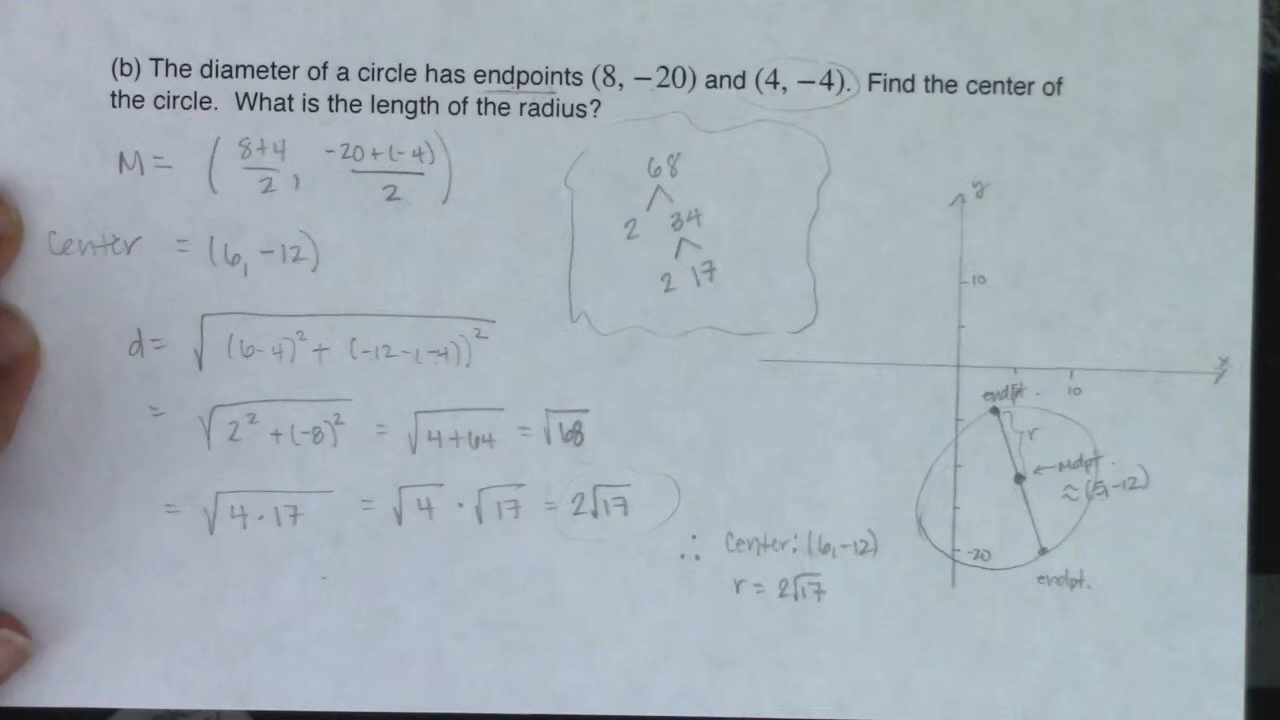 (b) The diameter of a circle has endpoints (8, −20) and (4, −4). Find the center of
the circle. What is the length of the radius?
M = ( 8+4/2, -20+(-4)/2 )
center = (6, -12)
d = √((6-4)² + (-12-(-4))²)
= √(2² + (-8)²) = √(4+64) = √68
= √(4·17) = √4 · √17 = 2√17
68
2 34
2 17
∴ center: (6, -12)
r = 2√17
y
10
x
endpt. 10
r
← Mdpt.
≈ (5, -12)
-20
endpt.